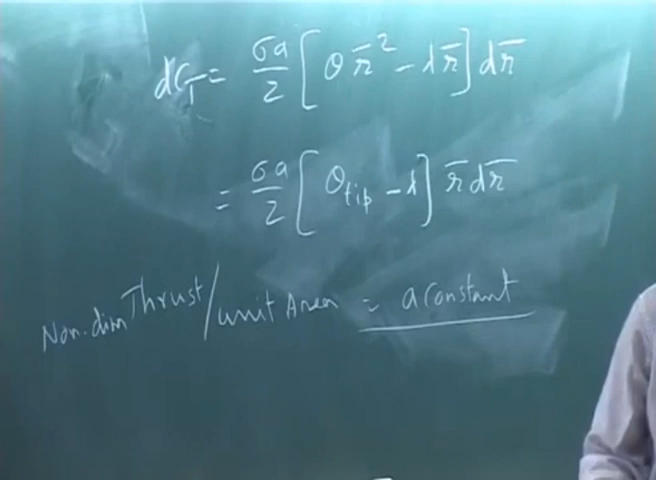 dC_T = σa/2 [ θ r̄² - λ r̄ ] dr̄
= σa/2 [ θ_tip - λ ] r̄ dr̄
Non-dim Thrust/unit Area = a constant